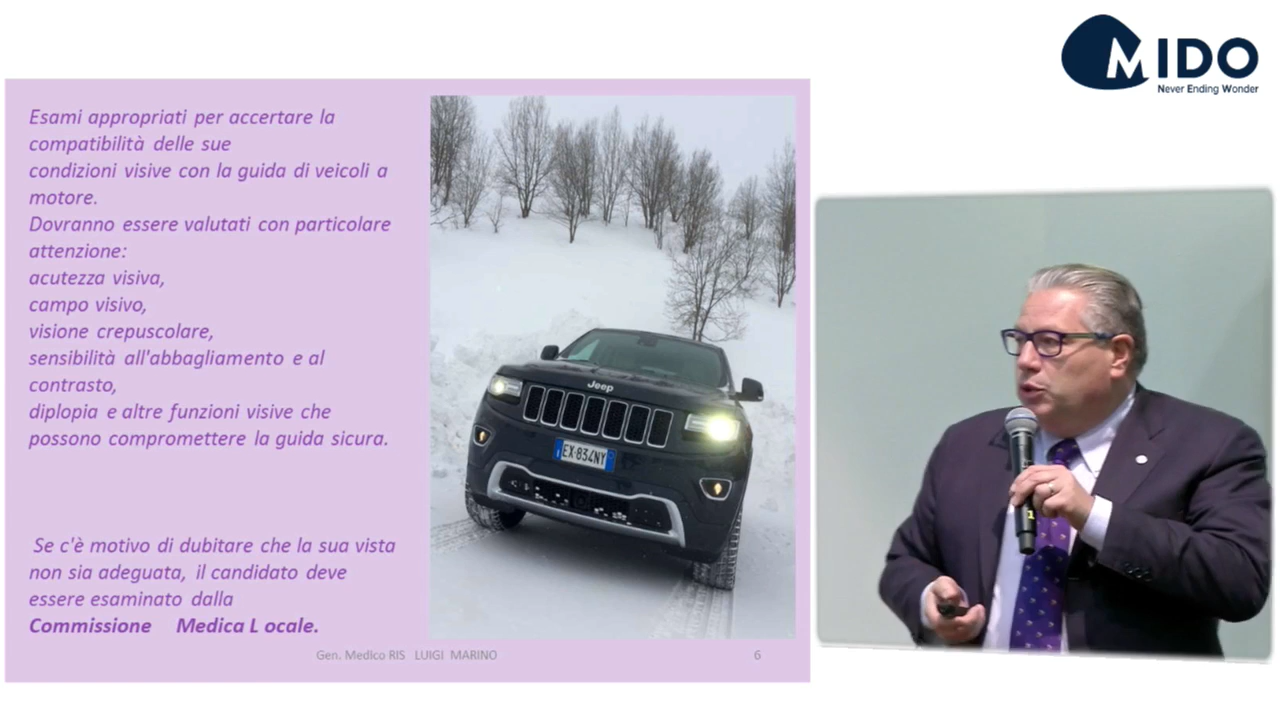 MIDO
Never Ending Wonder
Esami appropriati per accertare la
compatibilità delle sue
condizioni visive con la guida di veicoli a
motore.
Dovranno essere valutati con particolare
attenzione:
acutezza visiva,
campo visivo,
visione crepuscolare,
sensibilità all'abbagliamento e al
contrasto,
diplopia e altre funzioni visive che
possono compromettere la guida sicura.
Se c'è motivo di dubitare che la sua vista
non sia adeguata, il candidato deve
essere esaminato dalla
Commissione Medica L ocale.
Jeep
EX·834NY
Gen. Medico RIS LUIGI MARINO
6